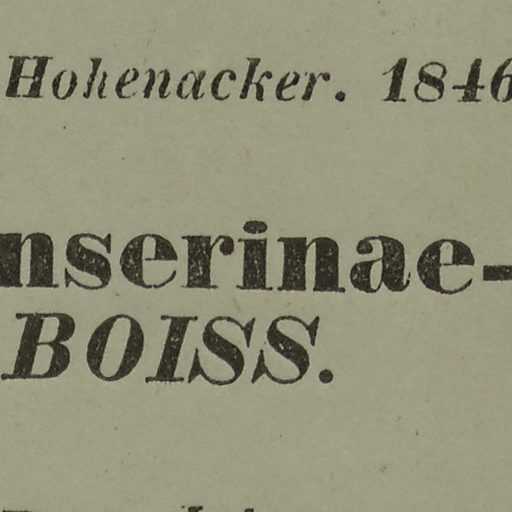 Hohenacker. 1846
nserinae-
BOISS.